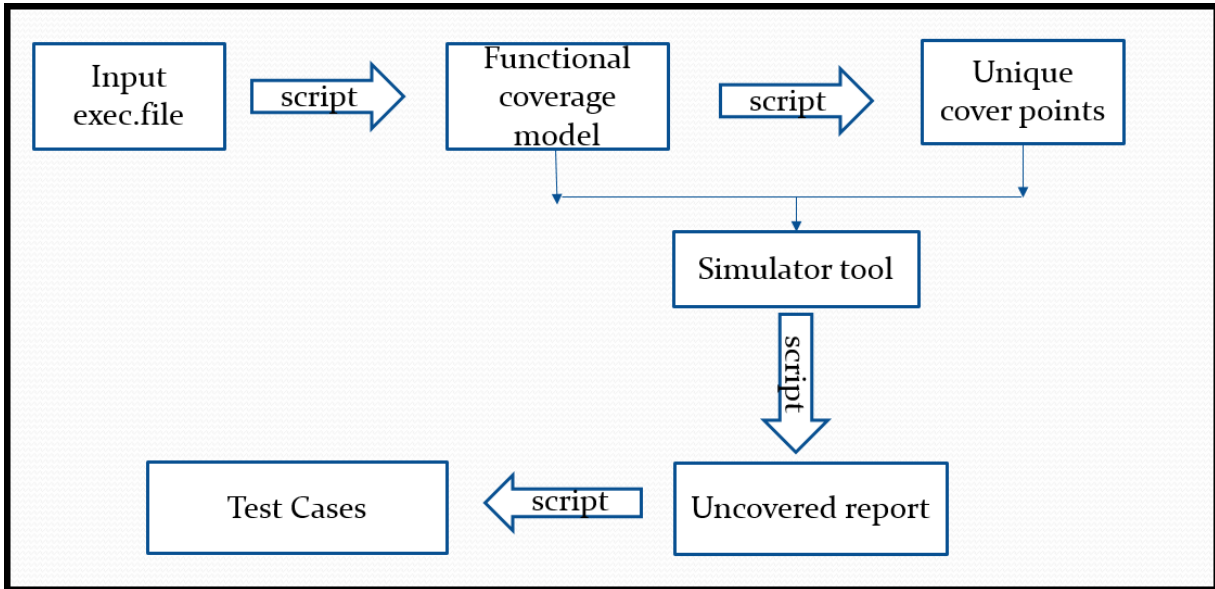 Input
exec.file
script
Functional
coverage
model
script
Unique
cover points
Simulator tool
script
Uncovered report
script
Test Cases